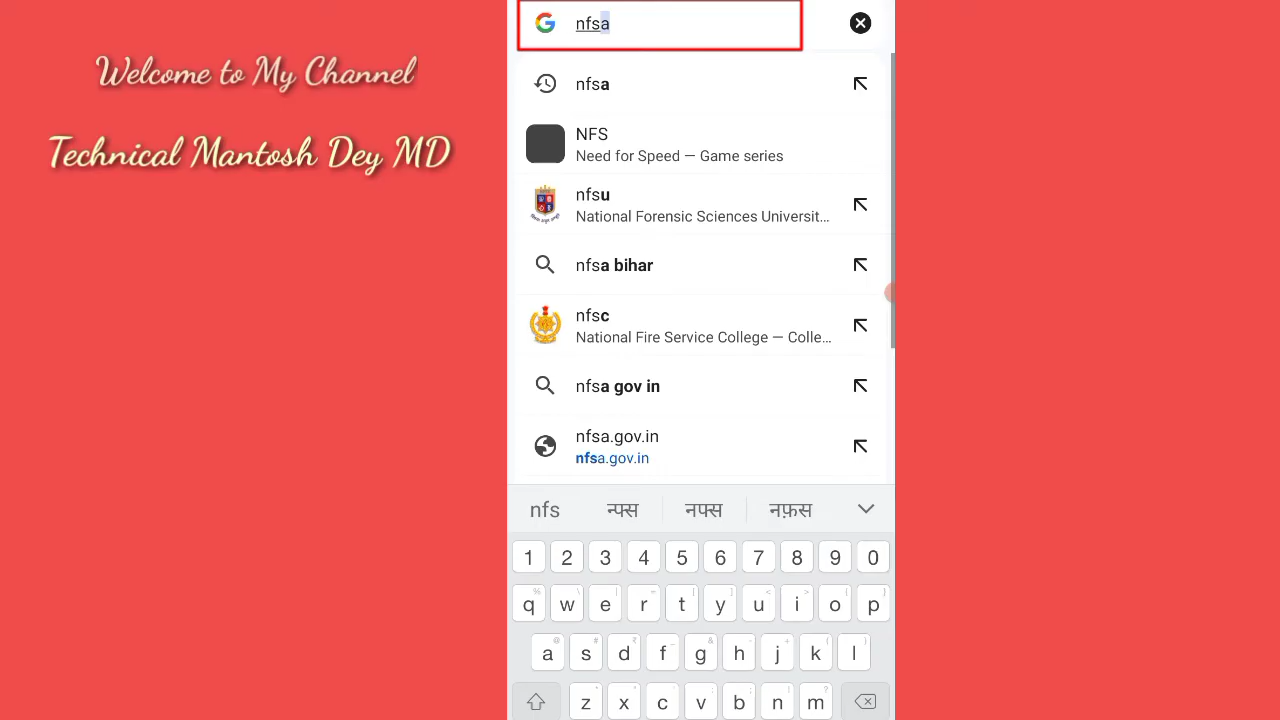 Welcome to My Channel
Technical Mantosh Dey MD
nfsa
nfsa
NFS
Need for Speed — Game series
nfsu
National Forensic Sciences Universit...
nfsa bihar
nfsc
National Fire Service College — Colle...
nfsa gov in
nfsa.gov.in
nfsa.gov.in
nfs न्फ्स नफ्स नफ़स
1 2 3 4 5 6 7 8 9 0
q w e r t y u i o p
a s d f g h j k l
z x c v b n m